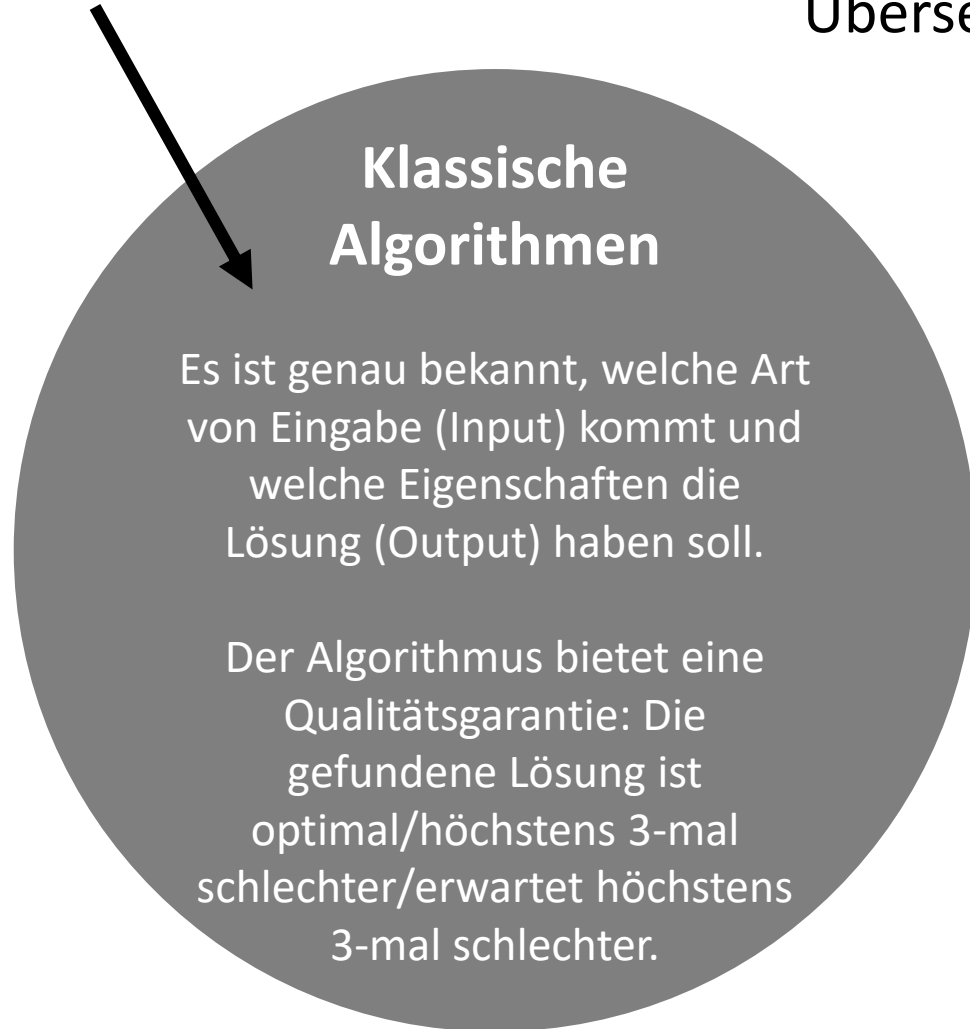 Klassische
Algorithmen
Es ist genau bekannt, welche Art
von Eingabe (Input) kommt und
welche Eigenschaften die
Lösung (Output) haben soll.
Der Algorithmus bietet eine
Qualitätsgarantie: Die
gefundene Lösung ist
optimal/höchstens 3-mal
schlechter/erwartet höchstens
3-mal schlechter.